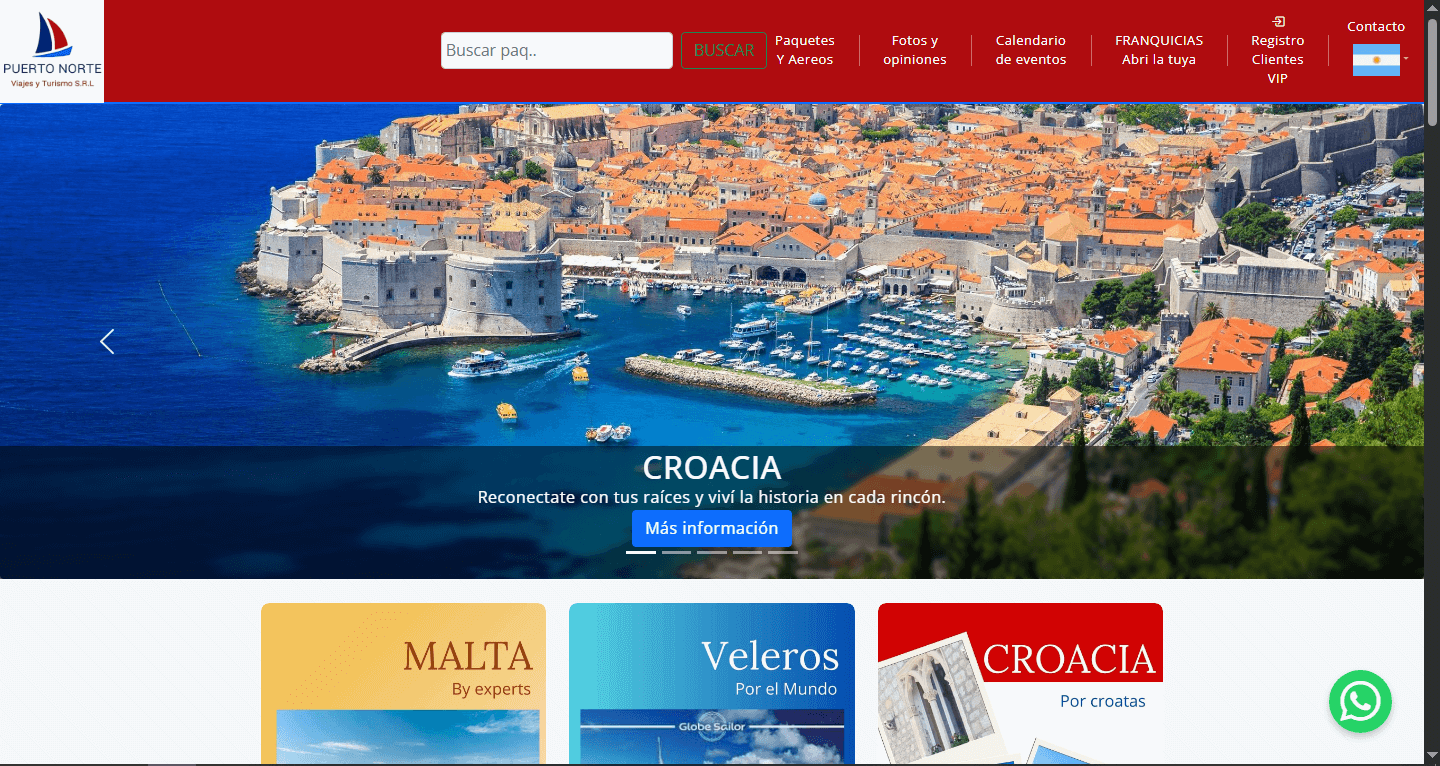 PUERTO NORTE
Viajes y Turismo S.R.L
Buscar paq..
BUSCAR
Paquetes
Y Aereos
Fotos y
opiniones
Calendario
de eventos
FRANQUICIAS
Abri la tuya
Registro
Clientes
VIP
Contacto
CROACIA
Reconectate con tus raíces y viví la historia en cada rincón.
Más información
MALTA
By experts
Veleros
Por el Mundo
Globe Sailor
CROACIA
Por croatas